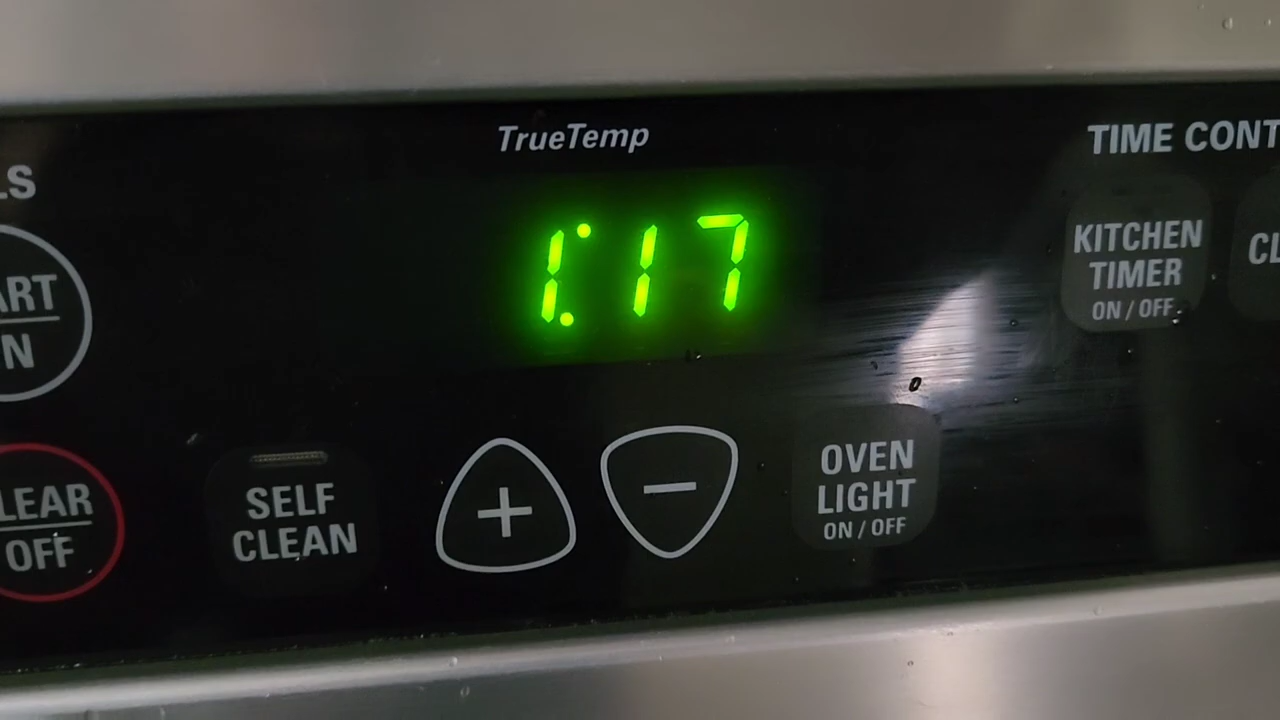 TrueTemp
TIME CONT
LS
1:17
KITCHEN
TIMER
ON / OFF
CL
ART
N
LEAR
OFF
SELF
CLEAN
+
−
OVEN
LIGHT
ON / OFF